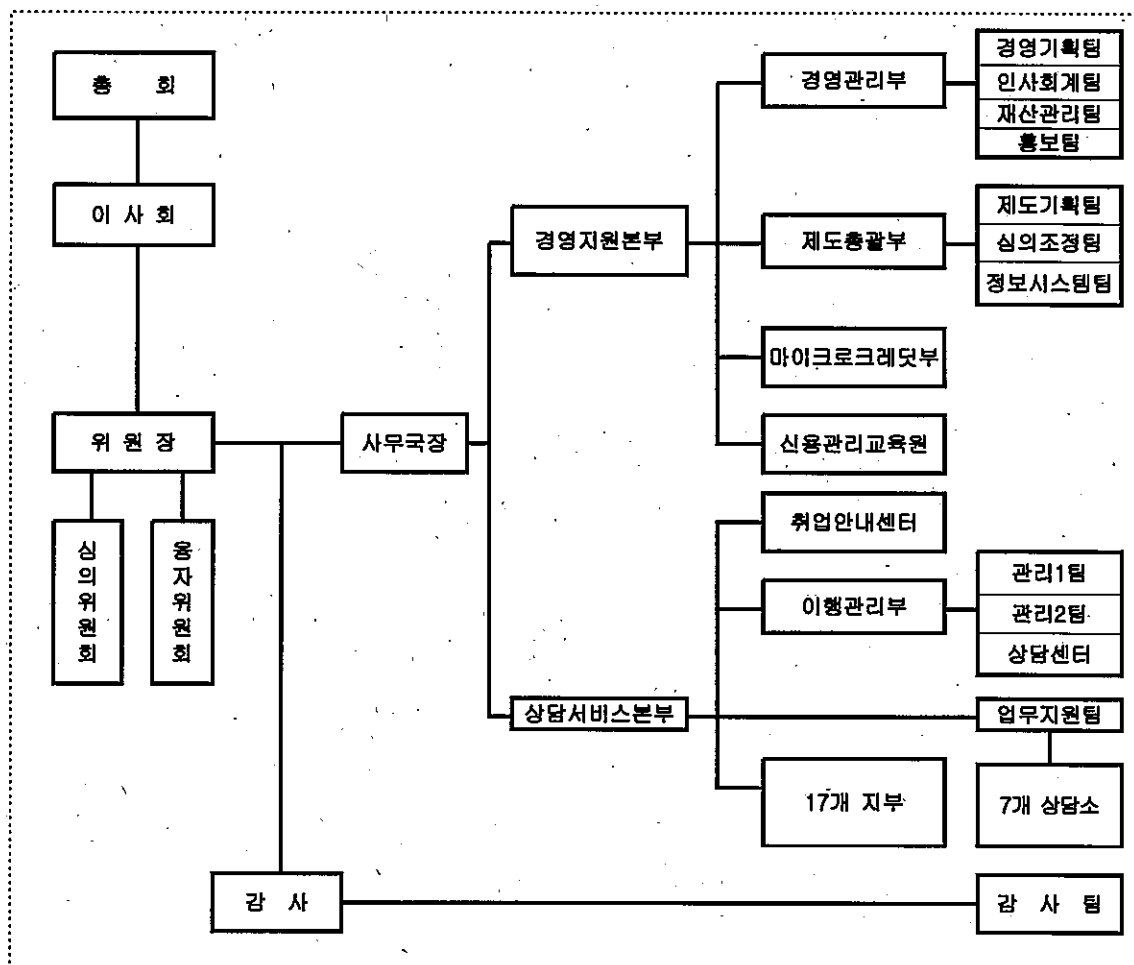 총 회
이 사 회
위 원 장
심의위원회
융자위원회
사무국장
감 사
경영지원본부
상담서비스본부
경영관리부
제도총괄부
마이크로크레딧부
신용관리교육원
취업안내센터
이행관리부
17개 지부
경영기획팀
인사회계팀
재산관리팀
홍보팀
제도기획팀
심의조정팀
정보시스템팀
관리1팀
관리2팀
상담센터
업무지원팀
7개 상담소
감 사 팀